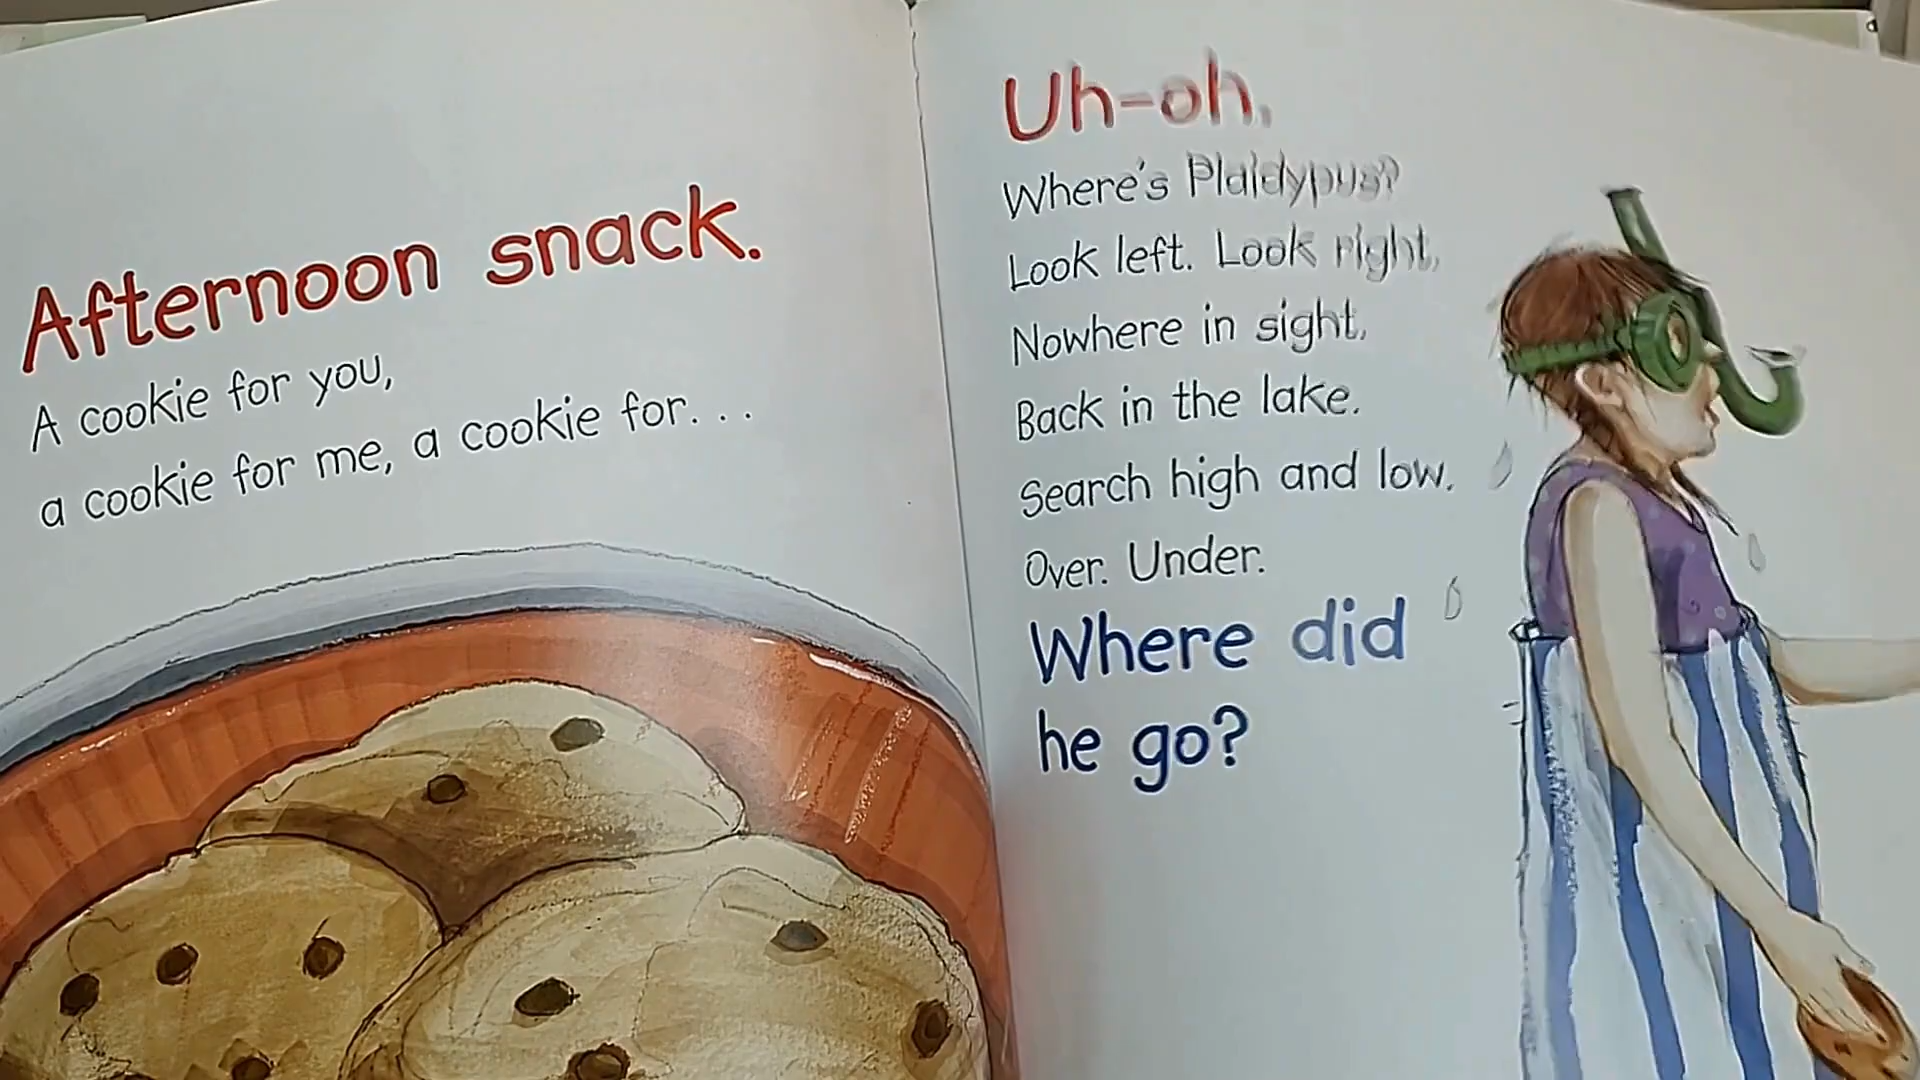 Afternoon snack.
A cookie for you,
a cookie for me, a cookie for. . .
Uh-oh.
Where's Plaidypus?
Look left. Look right.
Nowhere in sight.
Back in the lake.
Search high and low.
Over. Under.
Where did
he go?